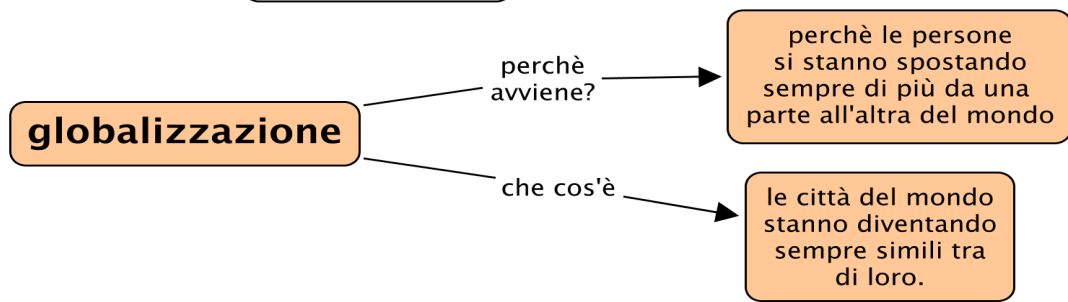 globalizzazione
perchè
avviene?
perchè le persone
si stanno spostando
sempre di più da una
parte all'altra del mondo
che cos'è
le città del mondo
stanno diventando
sempre simili tra
di loro.